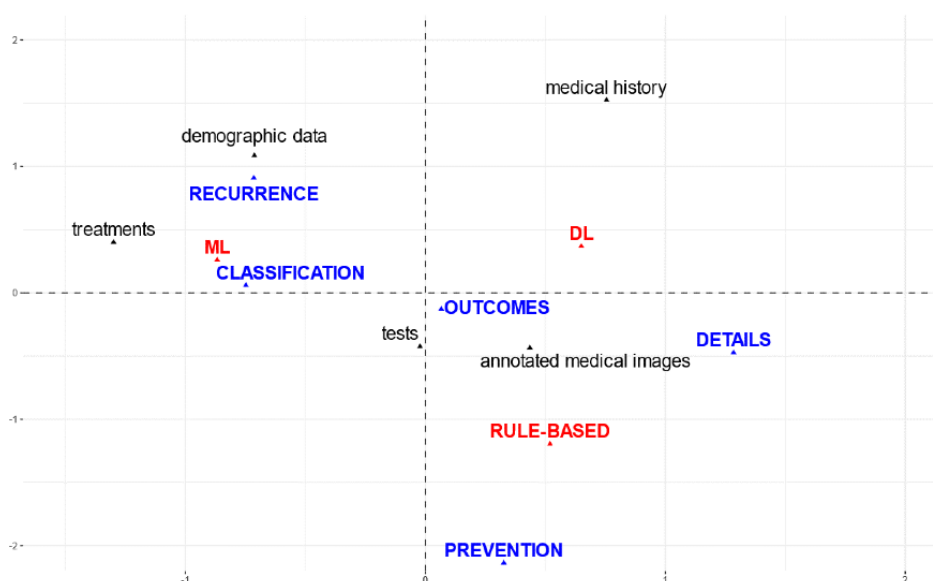 2
medical history
demographic data
1
RECURRENCE
treatments
ML
DL
CLASSIFICATION
0
OUTCOMES
tests
DETAILS
annotated medical images
-1
RULE-BASED
PREVENTION
-2
-1 0 1 2